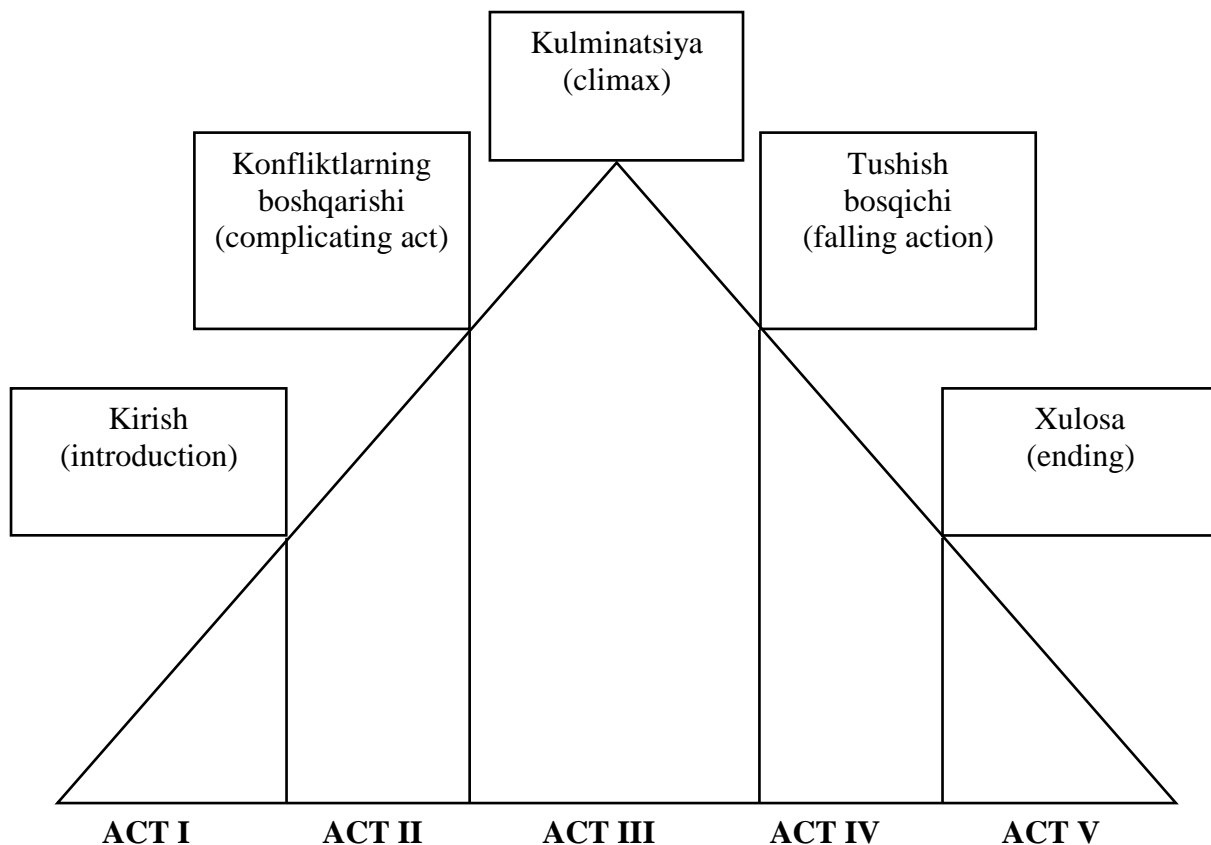 Kulminatsiya
(climax)
Konfliktlarning
boshqarishi
(complicating act)
Tushish
bosqichi
(falling action)
Kirish
(introduction)
Xulosa
(ending)
ACT I
ACT II
ACT III
ACT IV
ACT V